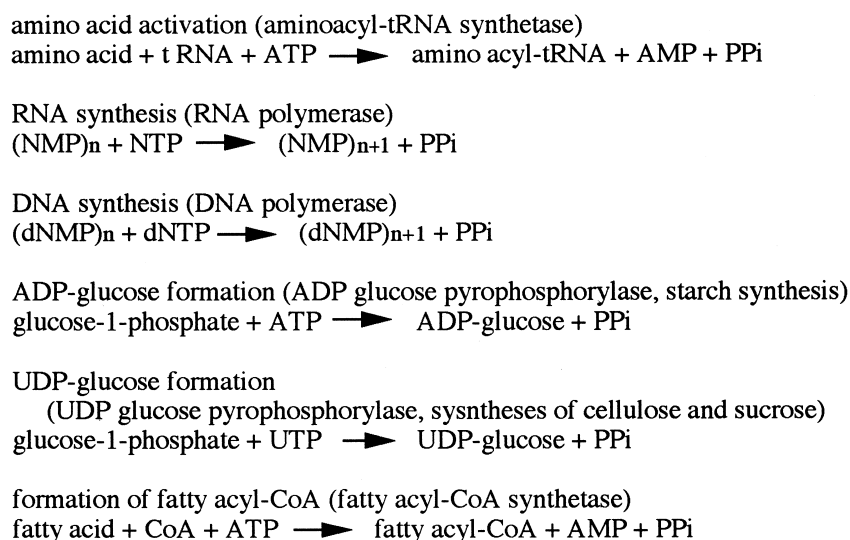 amino acid activation (aminoacyl-tRNA synthetase)
amino acid + t RNA + ATP → amino acyl-tRNA + AMP + PPi
RNA synthesis (RNA polymerase)
(NMP)n + NTP → (NMP)n+1 + PPi
DNA synthesis (DNA polymerase)
(dNMP)n + dNTP → (dNMP)n+1 + PPi
ADP-glucose formation (ADP glucose pyrophosphorylase, starch synthesis)
glucose-1-phosphate + ATP → ADP-glucose + PPi
UDP-glucose formation
(UDP glucose pyrophosphorylase, sysntheses of cellulose and sucrose)
glucose-1-phosphate + UTP → UDP-glucose + PPi
formation of fatty acyl-CoA (fatty acyl-CoA synthetase)
fatty acid + CoA + ATP → fatty acyl-CoA + AMP + PPi